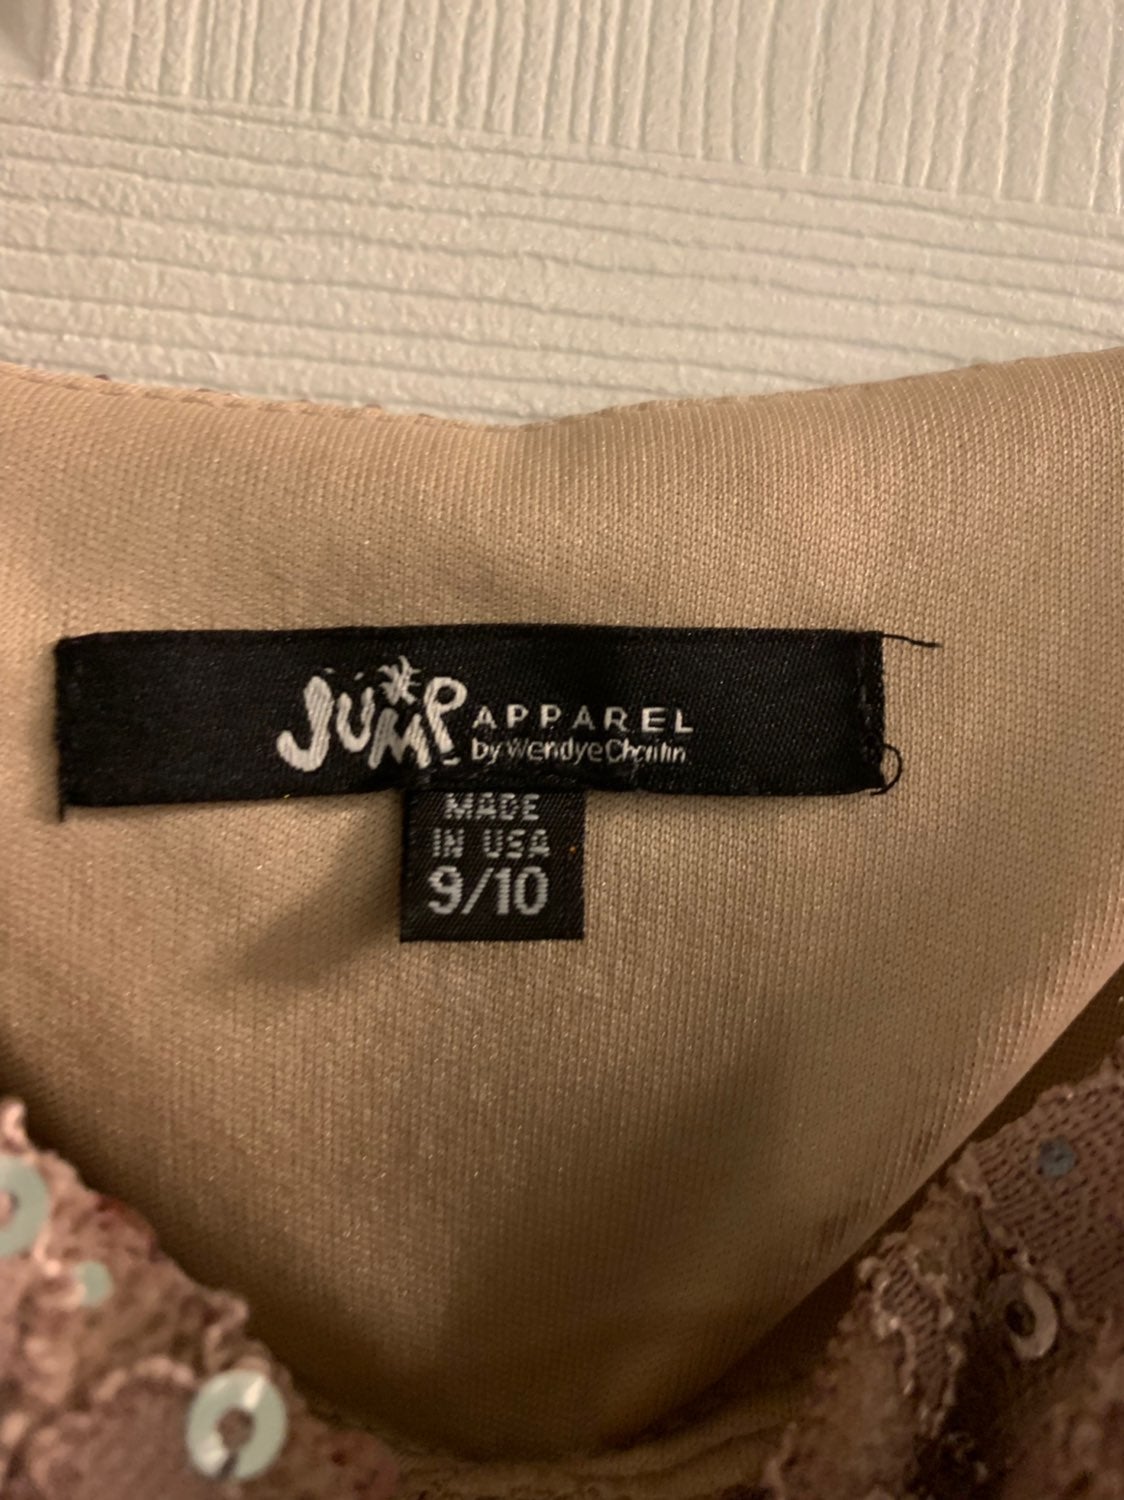 JUMP APPAREL
by Wendye Chaitin
MADE
IN USA
9/10